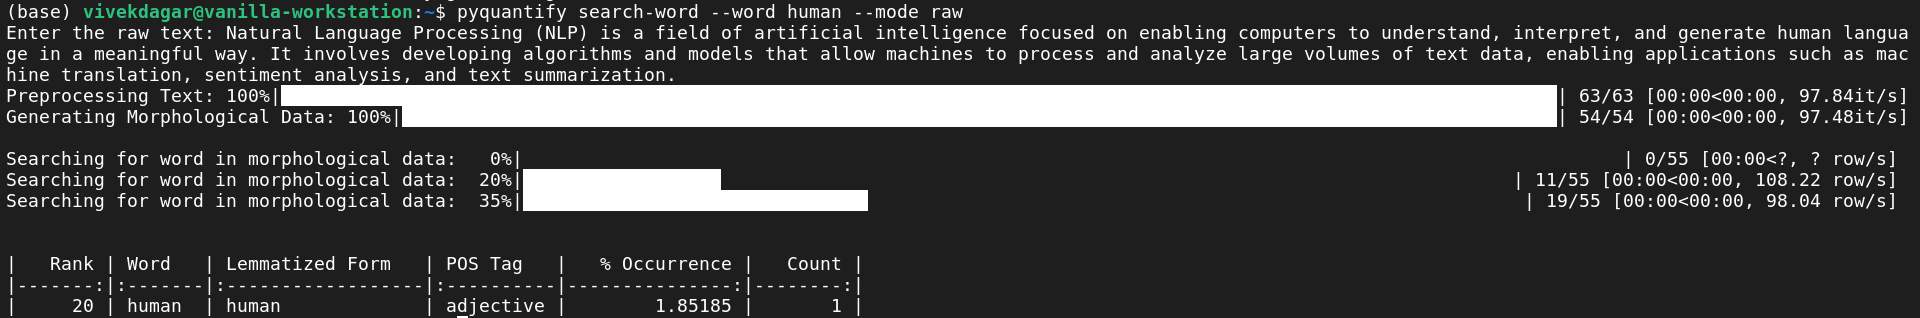 (base) vivekdagar@vanilla-workstation:~$ pyquantify search-word --word human --mode raw
Enter the raw text: Natural Language Processing (NLP) is a field of artificial intelligence focused on enabling computers to understand, interpret, and generate human langua
ge in a meaningful way. It involves developing algorithms and models that allow machines to process and analyze large volumes of text data, enabling applications such as mac
hine translation, sentiment analysis, and text summarization.
Preprocessing Text: 100%| | 63/63 [00:00<00:00, 97.84it/s]
Generating Morphological Data: 100%| | 54/54 [00:00<00:00, 97.48it/s]
Searching for word in morphological data:   0%| | 0/55 [00:00<?, ? row/s]
Searching for word in morphological data:  20%| | 11/55 [00:00<00:00, 108.22 row/s]
Searching for word in morphological data:  35%| | 19/55 [00:00<00:00, 98.04 row/s]
|   Rank | Word   | Lemmatized Form   | POS Tag   |   % Occurrence |   Count |
|-------:|:-------|:------------------|:----------|---------------:|--------:|
|     20 | human  | human             | adjective |        1.85185 |       1 |